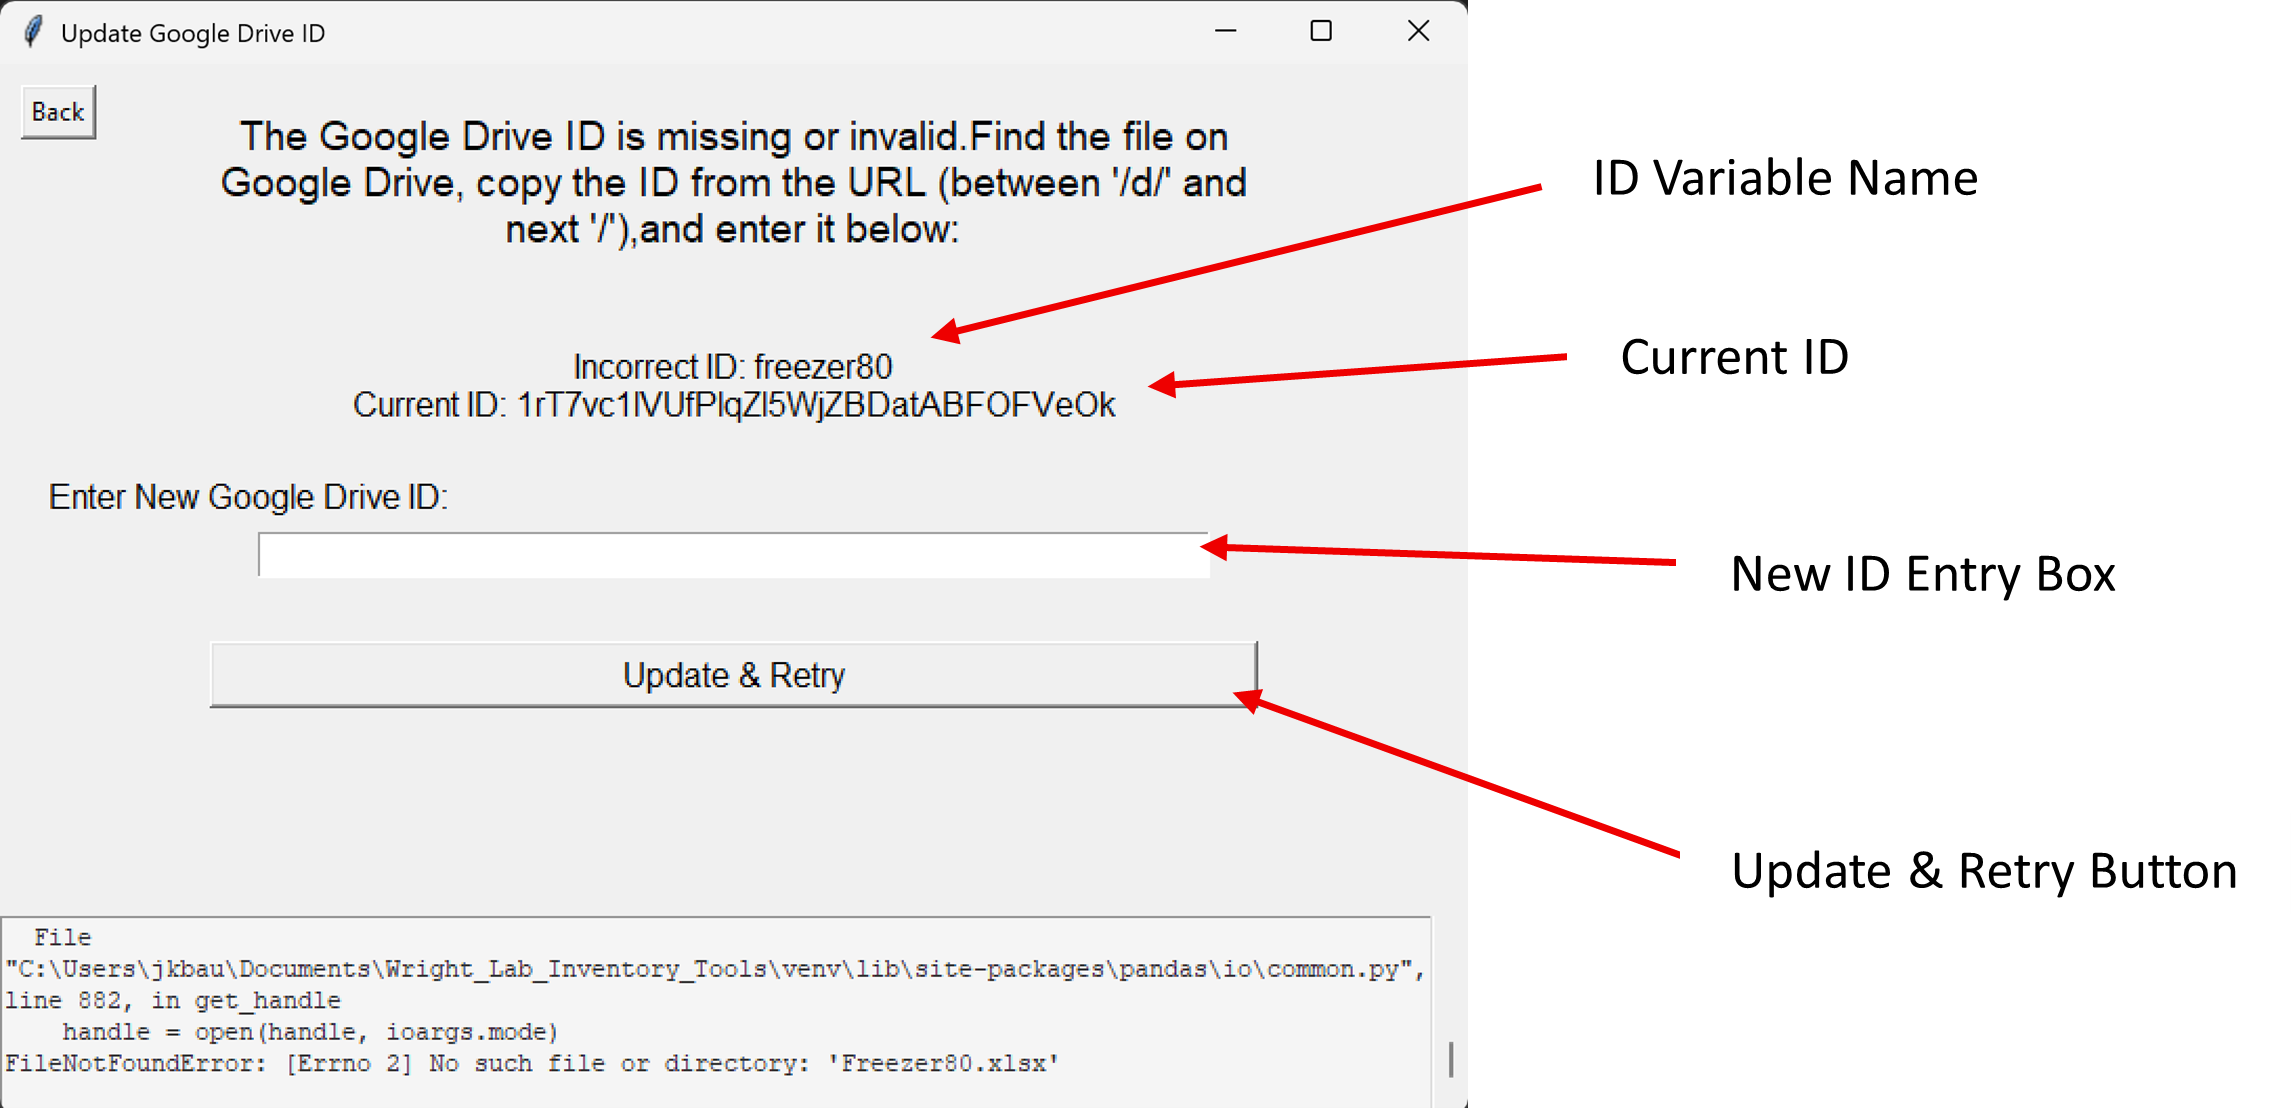 Update Google Drive ID
Back
The Google Drive ID is missing or invalid.Find the file on
Google Drive, copy the ID from the URL (between '/d/' and
next '/'),and enter it below:
ID Variable Name
Incorrect ID: freezer80
Current ID
Current ID: 1rT7vc1lVUfPlqZl5WjZBDatABFOFVeOk
Enter New Google Drive ID:
New ID Entry Box
Update & Retry
Update & Retry Button
File
"C:\Users\jkbau\Documents\Wright_Lab_Inventory_Tools\venv\lib\site-packages\pandas\io\common.py",
line 882, in get_handle
handle = open(handle, ioargs.mode)
FileNotFoundError: [Errno 2] No such file or directory: 'Freezer80.xlsx'